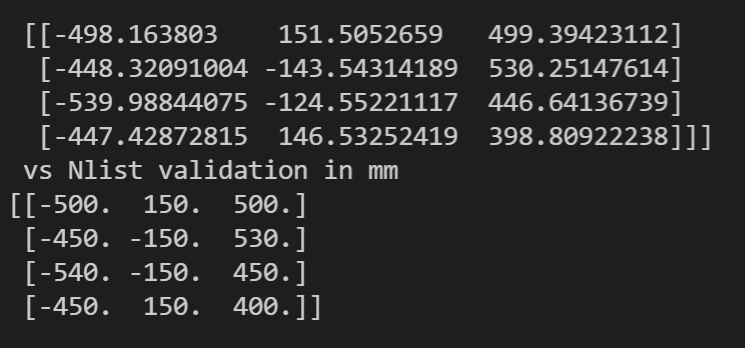 [[-498.163803    151.5052659   499.39423112]
[-448.32091004 -143.54314189  530.25147614]
[-539.98844075 -124.55221117  446.64136739]
[-447.42872815  146.53252419  398.80922238]]]
vs Nlist validation in mm
[[-500.  150.  500.]
[-450. -150.  530.]
[-540. -150.  450.]
[-450.  150.  400.]]